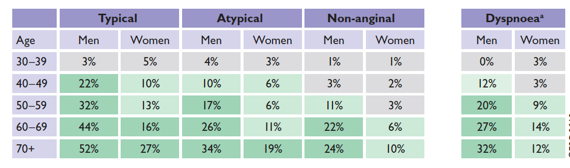 Typical Atypical Non-anginal Dyspnoeaᵃ
Age Men Women Men Women Men Women Men Women
30–39 3% 5% 4% 3% 1% 1% 0% 3%
40–49 22% 10% 10% 6% 3% 2% 12% 3%
50–59 32% 13% 17% 6% 11% 3% 20% 9%
60–69 44% 16% 26% 11% 22% 6% 27% 14%
70+ 52% 27% 34% 19% 24% 10% 32% 12%